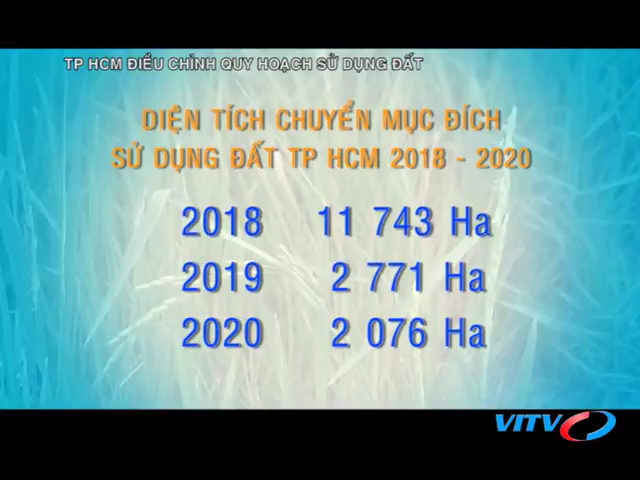 TP HCM ĐIỀU CHỈNH QUY HOẠCH SỬ DỤNG ĐẤT
DIỆN TÍCH CHUYỂN MỤC ĐÍCH
SỬ DỤNG ĐẤT TP HCM 2018 - 2020
2018 11 743 Ha
2019 2 771 Ha
2020 2 076 Ha
VITV